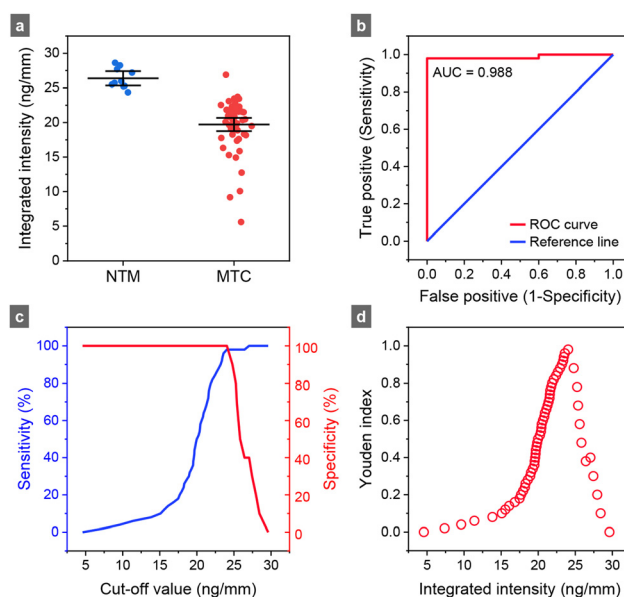 a
Integrated intensity (ng/mm)
30
25
20
15
10
5
0
NTM
MTC
b
True positive (Sensitivity)
1.0
0.8
0.6
0.4
0.2
0.0
AUC = 0.988
ROC curve
Reference line
0.0 0.2 0.4 0.6 0.8 1.0
False positive (1-Specificity)
c
Sensitivity (%)
100
80
60
40
20
0
Specificity (%)
100
80
60
40
20
0
5 10 15 20 25 30
Cut-off value (ng/mm)
d
Youden index
1.0
0.8
0.6
0.4
0.2
0.0
5 10 15 20 25 30
Integrated intensity (ng/mm)